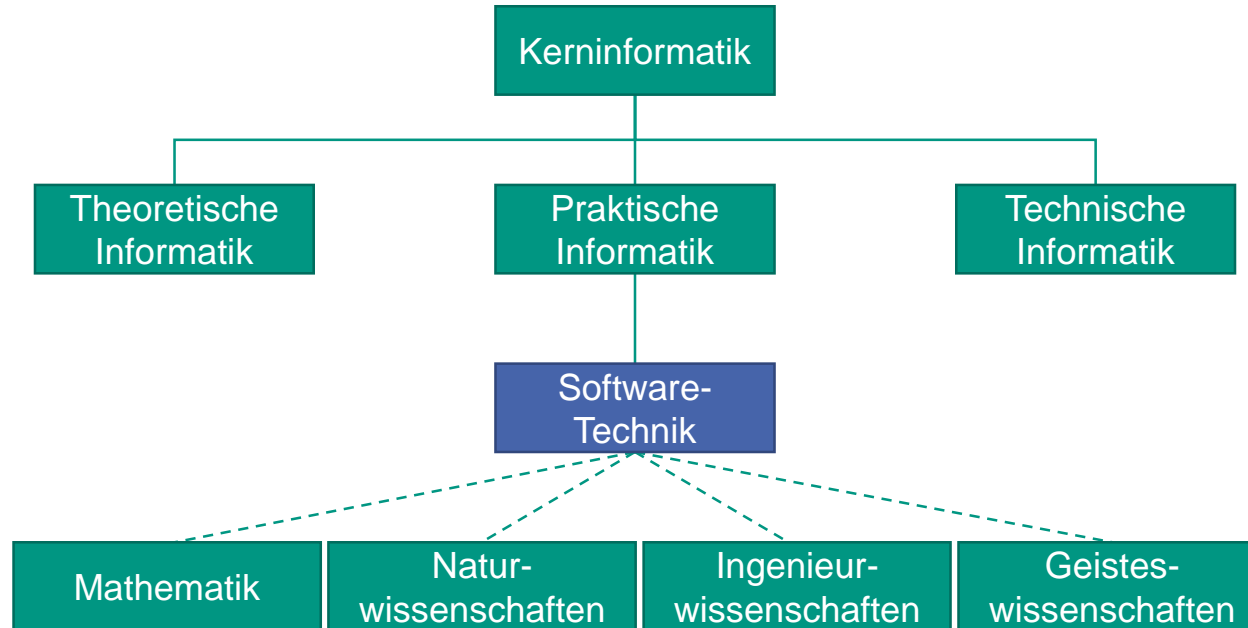 Kerninformatik
Theoretische
Informatik
Praktische
Informatik
Technische
Informatik
Software-
Technik
Mathematik
Natur-
wissenschaften
Ingenieur-
wissenschaften
Geistes-
wissenschaften